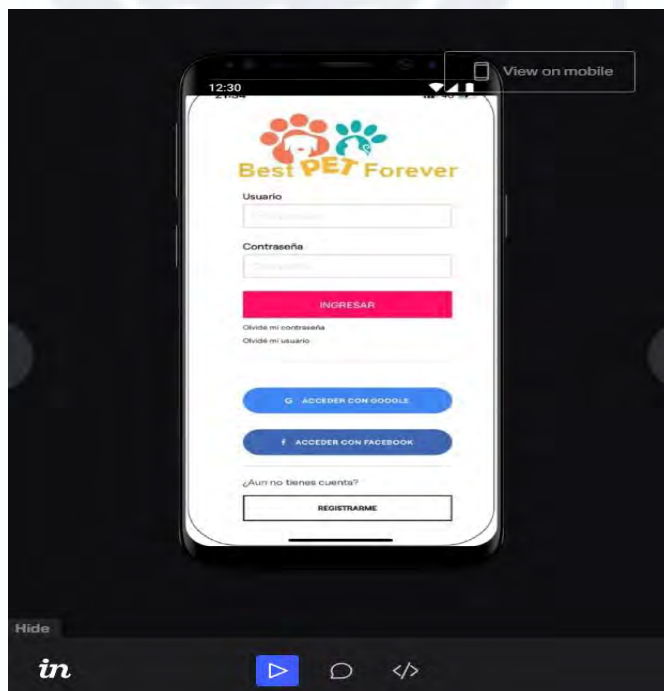 View on mobile
12:30
Best PET Forever
Usuario
Contraseña
INGRESAR
Olvidé mi contraseña
Olvidé mi usuario
G ACCEDER CON GOOGLE
f ACCEDER CON FACEBOOK
¿Aun no tienes cuenta?
REGISTRARME
Hide
in